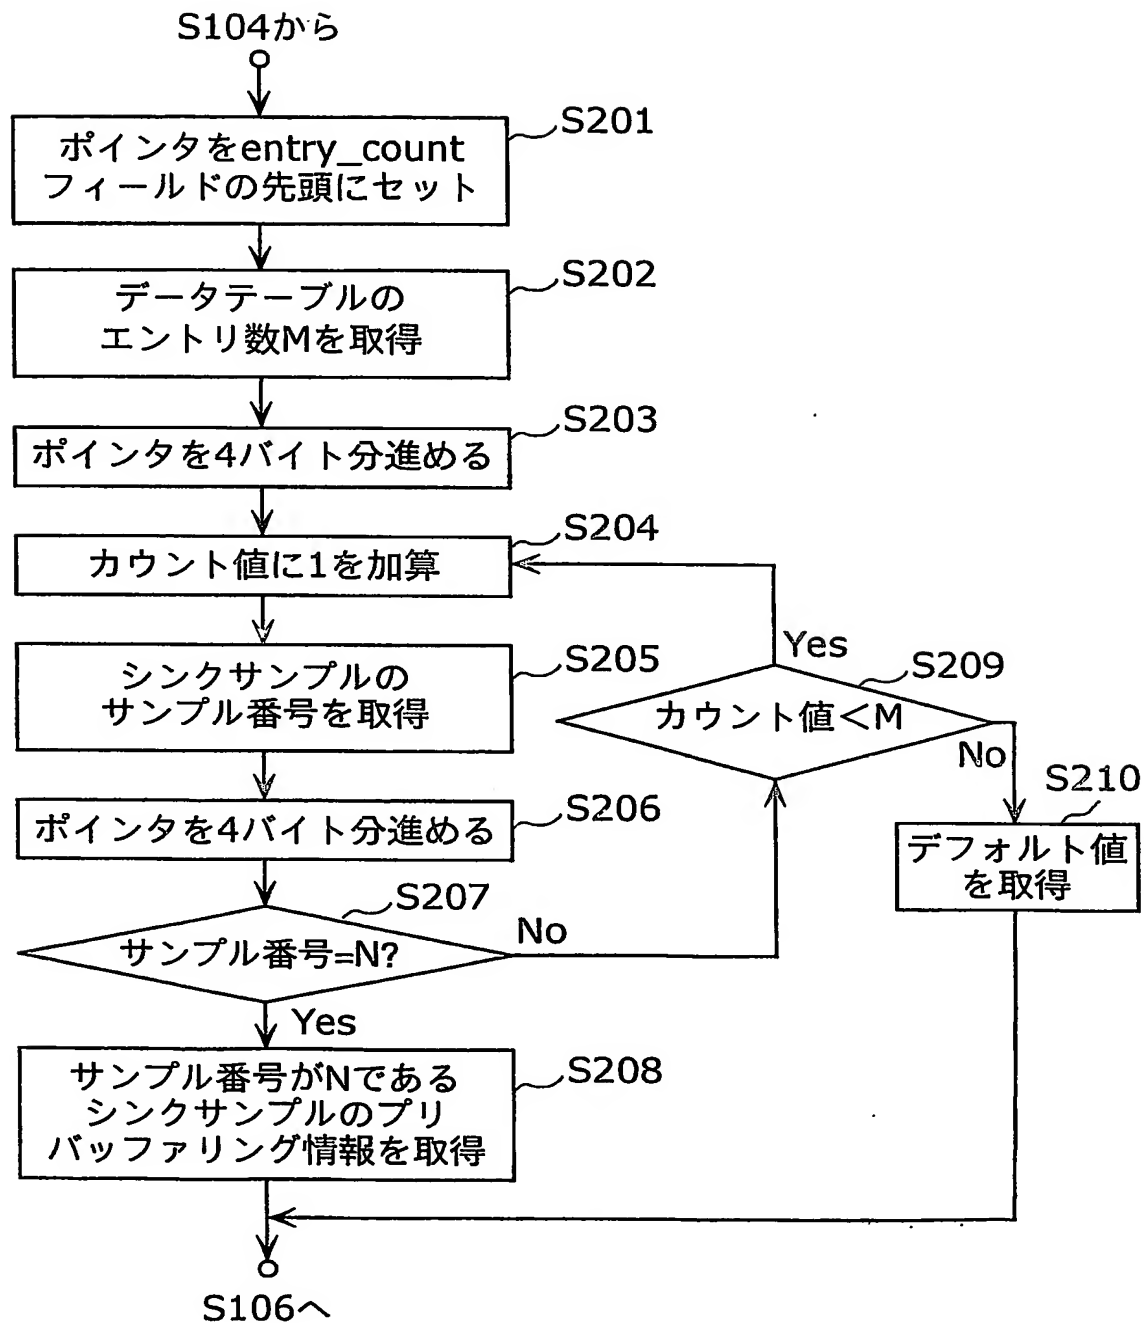 S104から
S201
ポインタをentry_count
フィールドの先頭にセット
S202
データテーブルの
エントリ数Mを取得
S203
ポインタを4バイト分進める
S204
カウント値に1を加算
S205
シンクサンプルの
サンプル番号を取得
Yes
S209
カウント値<M
No
S206
ポインタを4バイト分進める
S210
デフォルト値
を取得
S207
サンプル番号=N?
No
Yes
S208
サンプル番号がNである
シンクサンプルのプリ
バッファリング情報を取得
S106へ